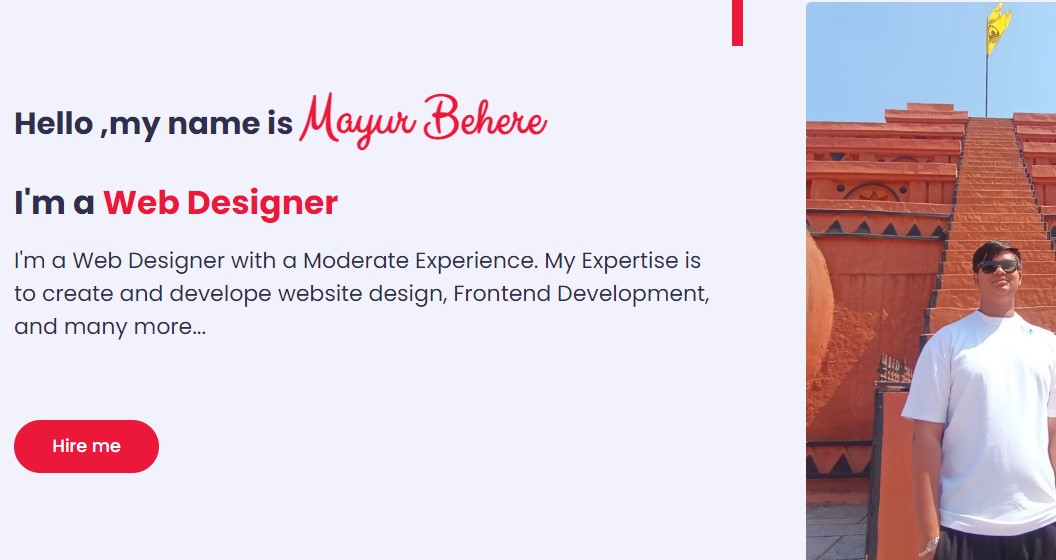 Hello ,my name is Mayur Behere
I'm a Web Designer
I'm a Web Designer with a Moderate Experience. My Expertise is
to create and develope website design, Frontend Development,
and many more...
Hire me